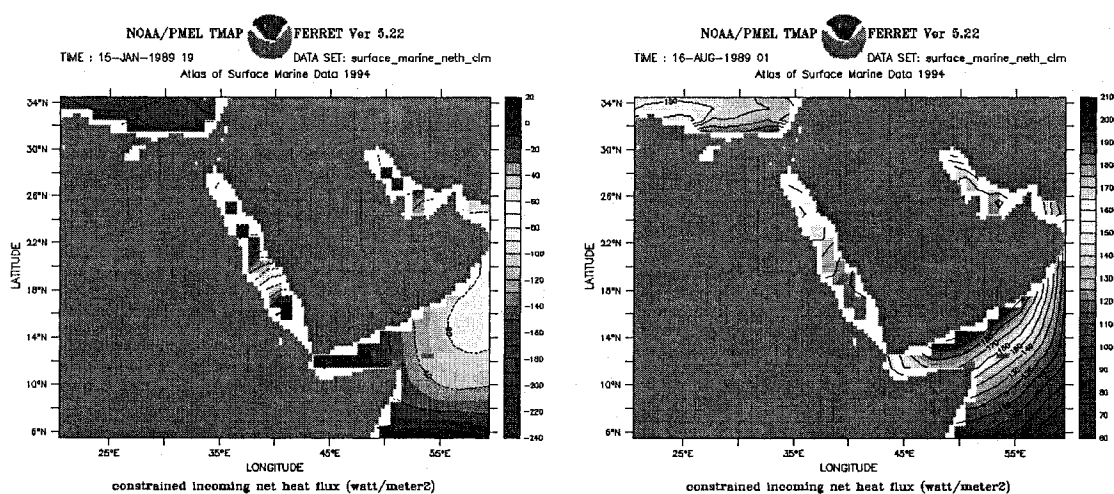 NOAA/PMEL TMAP FERRET Ver 5.22
TIME : 15-JAN-1989 19 DATA SET: surface_marine_neth_clm
Atlas of Surface Marine Data 1994
34°N
30°N
26°N
22°N
18°N
14°N
10°N
6°N
LATITUDE
25°E 35°E 45°E 55°E
LONGITUDE
20
0
-20
-40
-60
-80
-100
-120
-140
-160
-180
-200
-220
-240
constrained incoming net heat flux (watt/meter2)
NOAA/PMEL TMAP FERRET Ver 5.22
TIME : 16-AUG-1989 01 DATA SET: surface_marine_neth_clm
Atlas of Surface Marine Data 1994
34°N
30°N
26°N
22°N
18°N
14°N
10°N
6°N
LATITUDE
25°E 35°E 45°E 55°E
LONGITUDE
210
200
190
180
170
160
150
140
130
120
110
100
90
80
70
60
constrained incoming net heat flux (watt/meter2)